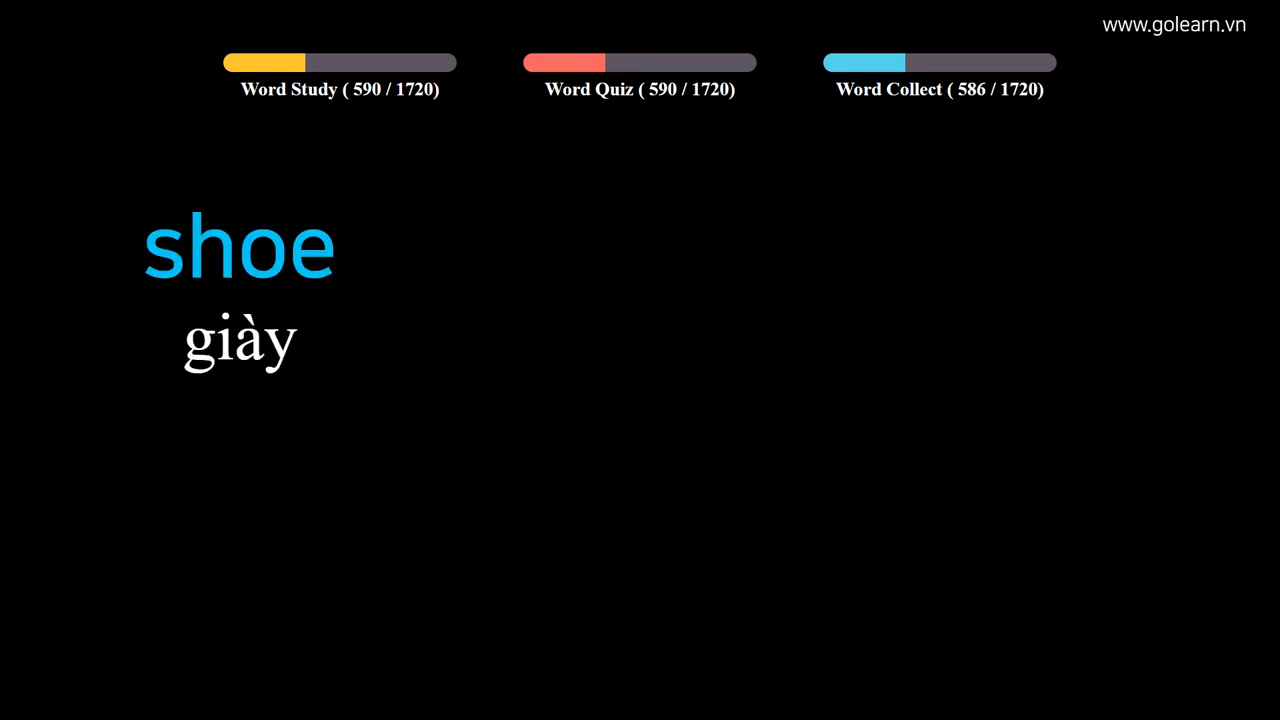 www.golearn.vn
Word Study ( 590 / 1720)
Word Quiz ( 590 / 1720)
Word Collect ( 586 / 1720)
shoe
giày